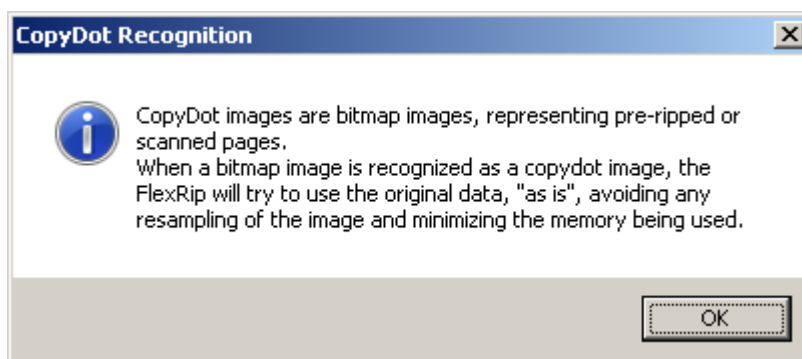 CopyDot Recognition
CopyDot images are bitmap images, representing pre-ripped or
scanned pages.
When a bitmap image is recognized as a copydot image, the
FlexRip will try to use the original data, "as is", avoiding any
resampling of the image and minimizing the memory being used.
OK